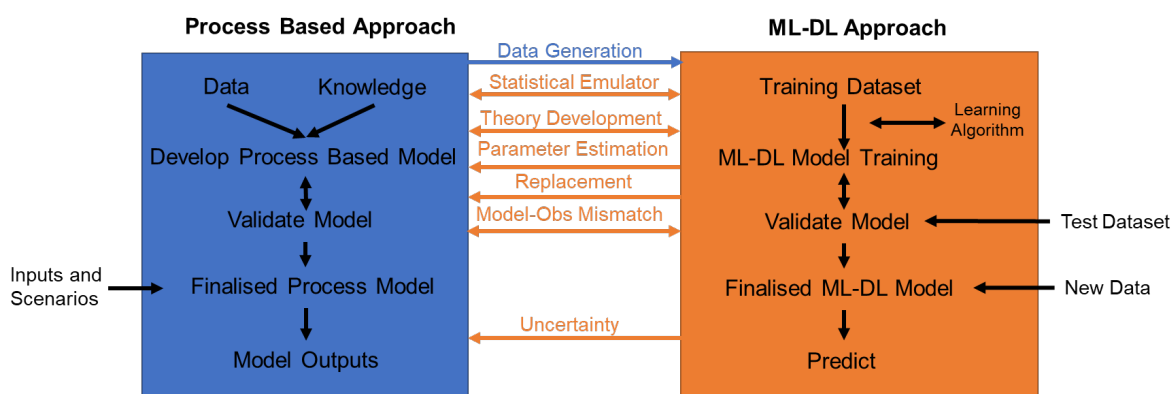 Process Based Approach
ML-DL Approach
Data Generation
Data
Knowledge
Develop Process Based Model
Validate Model
Inputs and
Scenarios
Finalised Process Model
Model Outputs
Statistical Emulator
Theory Development
Parameter Estimation
Replacement
Model-Obs Mismatch
Uncertainty
Training Dataset
Learning
Algorithm
ML-DL Model Training
Validate Model
Test Dataset
Finalised ML-DL Model
New Data
Predict